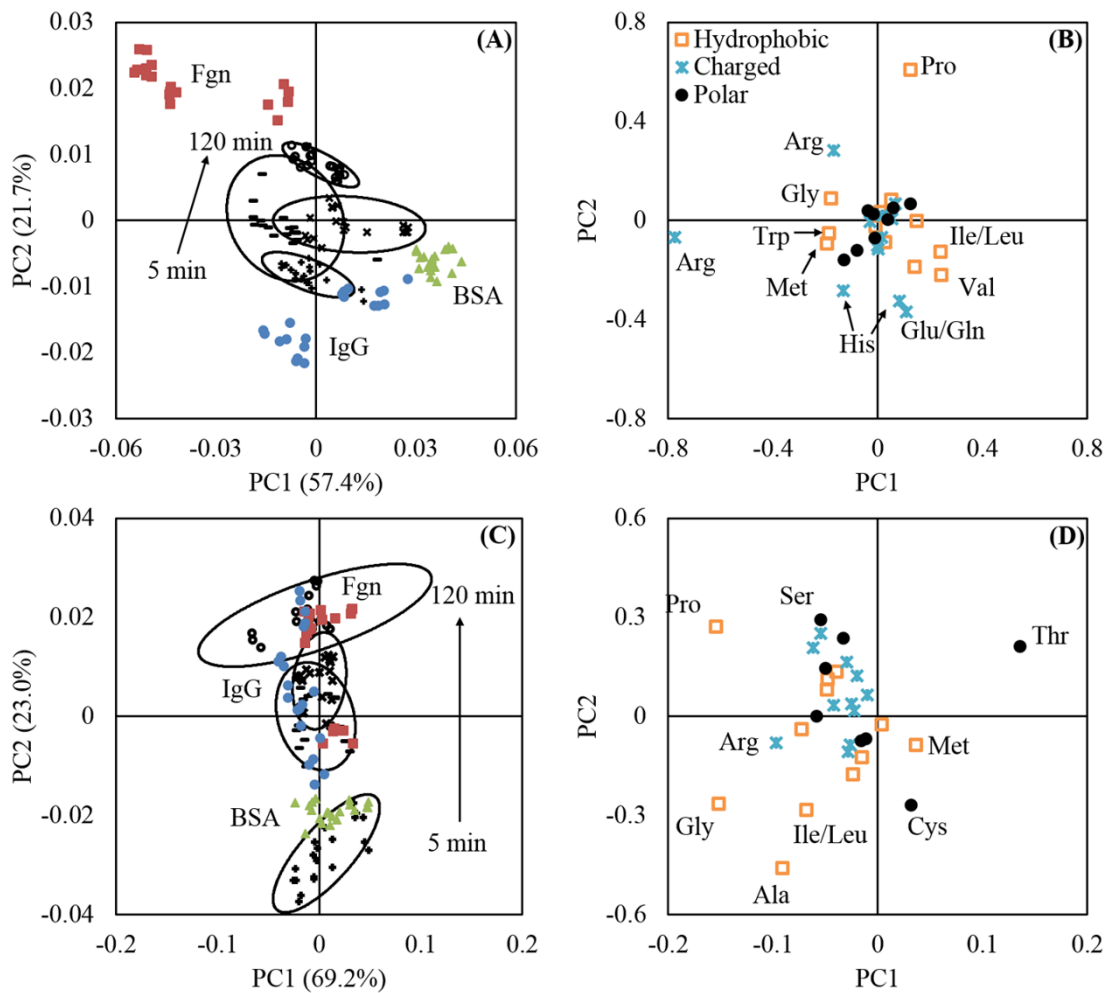 0.03
0.02
0.01
0
-0.01
-0.02
-0.03
PC2 (21.7%)
(A)
Fgn
120 min
5 min
BSA
IgG
-0.06
-0.03
0
0.03
0.06
PC1 (57.4%)
0.8
0.4
0
-0.4
-0.8
PC2
(B)
Hydrophobic
Charged
Polar
Pro
Arg
Gly
Trp
Ile/Leu
Arg
Met
Val
His
Glu/Gln
-0.8
-0.4
0
0.4
0.8
PC1
0.04
0.02
0
-0.02
-0.04
PC2 (23.0%)
(C)
Fgn
120 min
IgG
BSA
5 min
-0.2
-0.1
0
0.1
0.2
PC1 (69.2%)
0.6
0.3
0
-0.3
-0.6
PC2
(D)
Ser
Pro
Thr
Arg
Met
Gly
Ile/Leu
Cys
Ala
-0.2
-0.1
0
0.1
0.2
PC1